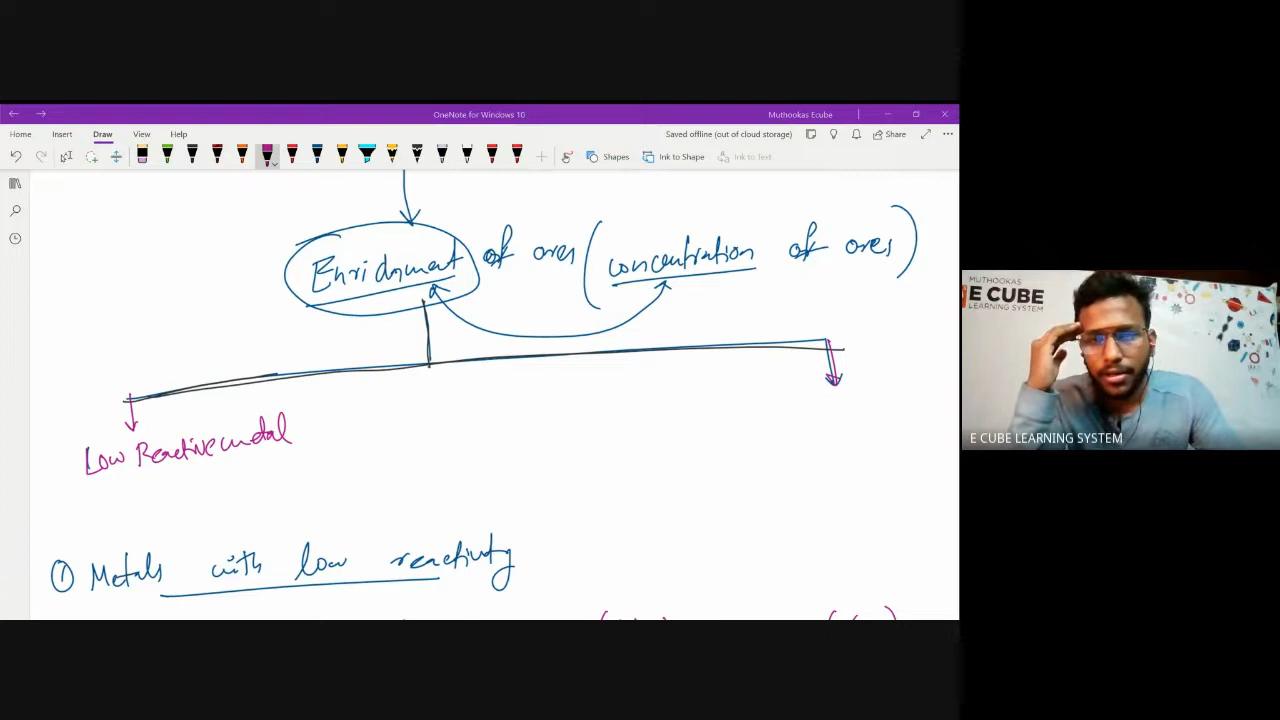 OneNote for Windows 10
Muthookas Ecube
Home Insert Draw View Help
Saved offline (out of cloud storage)
Share
Shapes
Ink to Shape
Ink to Text
Enrichment of ores (concentration of ores)
Low Reactive metal
① Metals with low reactivity
MUTHOOKAS
E CUBE
LEARNING SYSTEM
E CUBE LEARNING SYSTEM